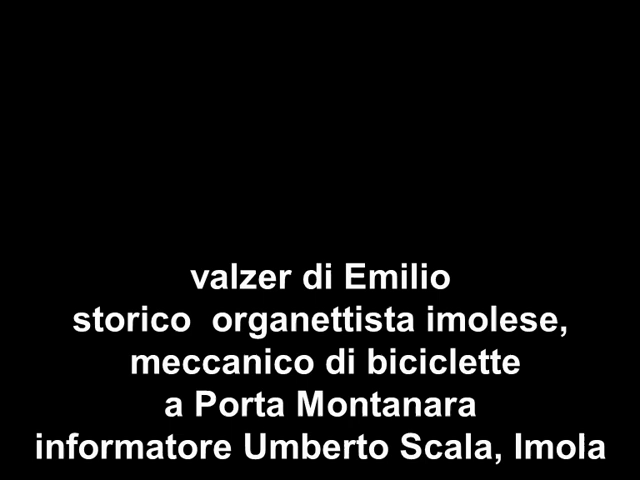 valzer di Emilio
storico  organettista imolese,
meccanico di biciclette
a Porta Montanara
informatore Umberto Scala, Imola